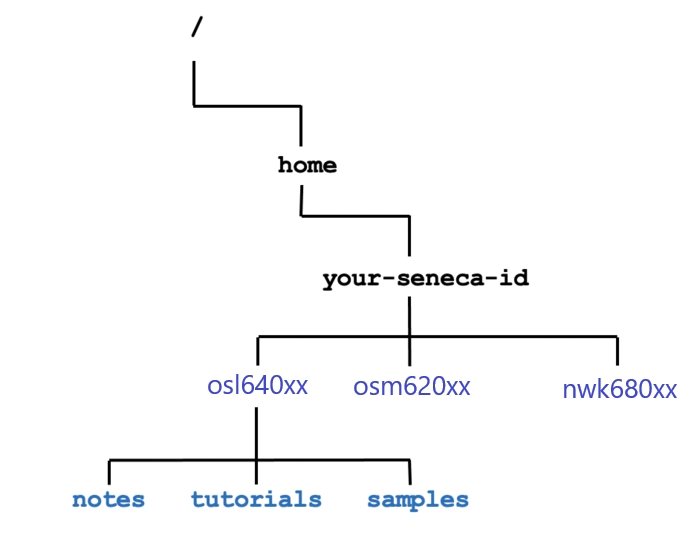 /
home
your-seneca-id
osl640xx osm620xx nwk680xx
notes tutorials samples